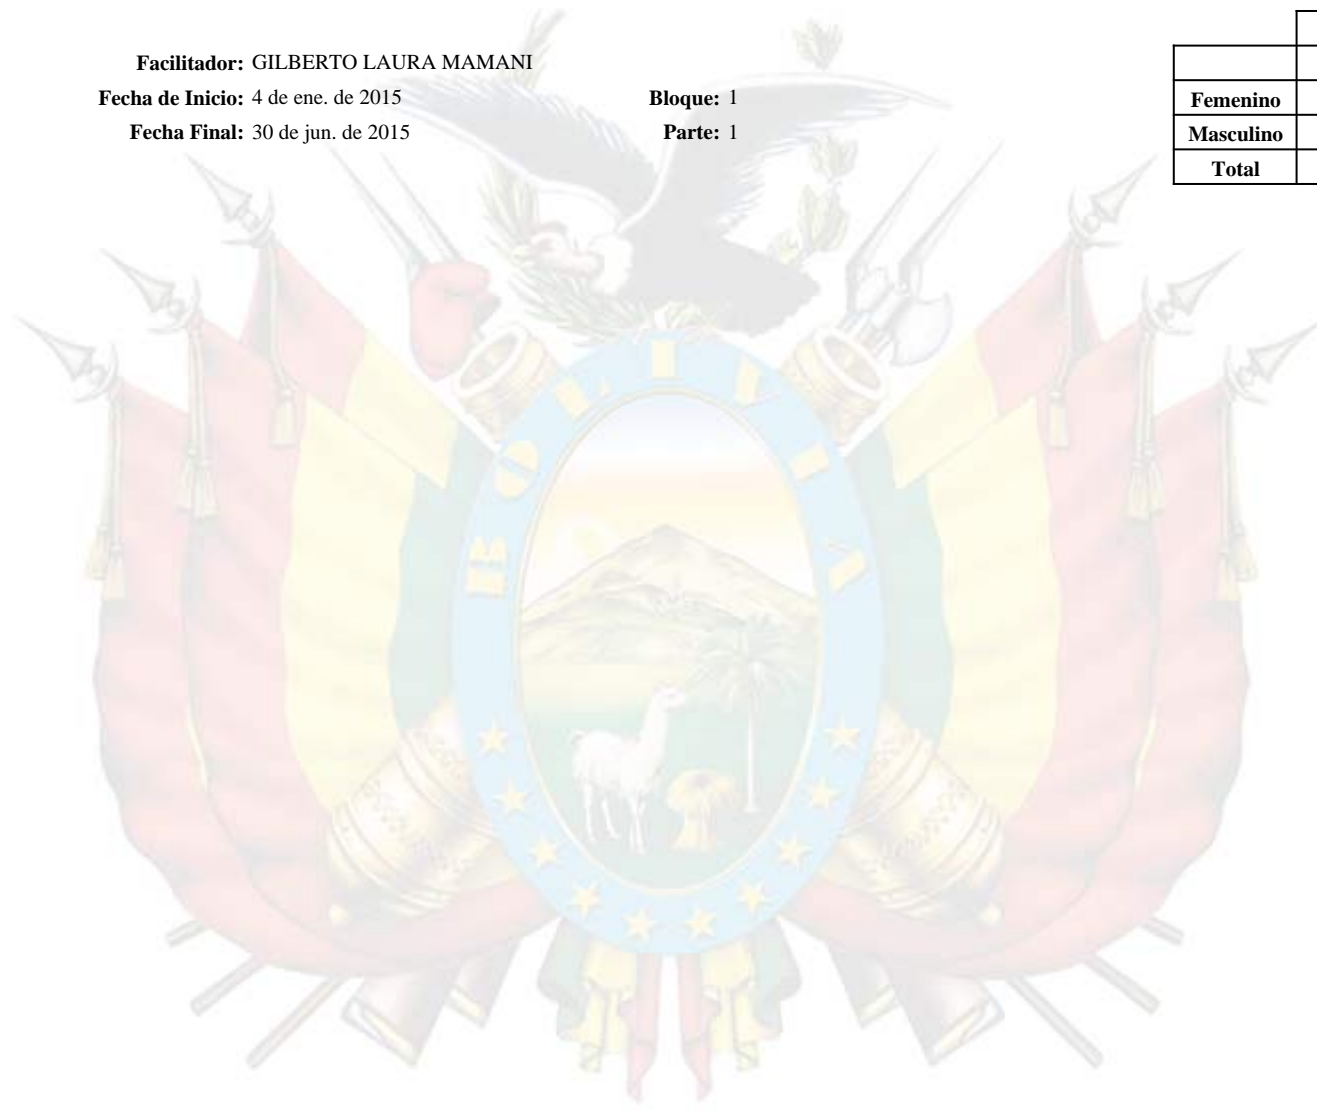 Facilitador: GILBERTO LAURA MAMANI
Fecha de Inicio: 4 de ene. de 2015 Bloque: 1
Fecha Final: 30 de jun. de 2015 Parte: 1
Femenino
Masculino
Total
BOLIVIA